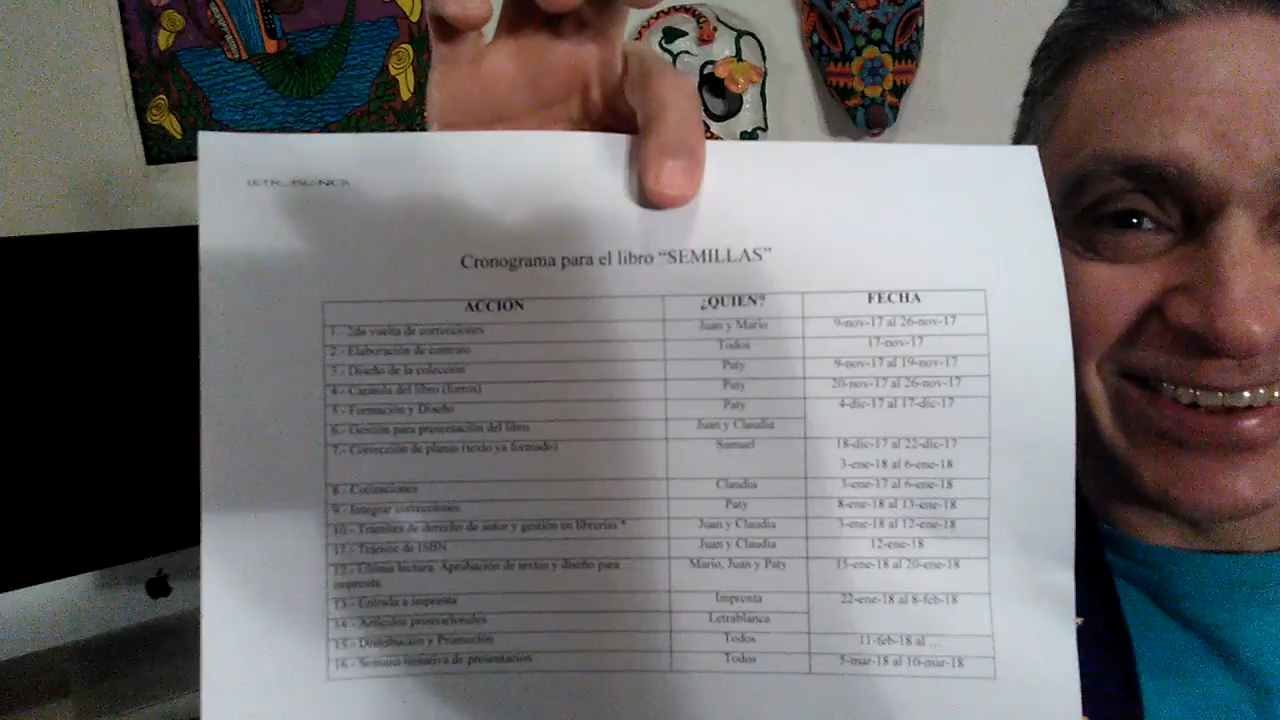 LETRABLANCA
Cronograma para el libro “SEMILLAS”
ACCION ¿QUIEN? FECHA
1.- 2da vuelta de correcciones Juan y Mario 9-nov-17 al 26-nov-17
2.- Elaboración de contrato Todos 17-nov-17
3.- Diseño de la colección Paty 9-nov-17 al 19-nov-17
4.- Carátula del libro (forros) Paty 20-nov-17 al 26-nov-17
5.- Formación y Diseño Paty 4-dic-17 al 17-dic-17
6.- Gestión para presentación del libro Juan y Claudia
7.- Corrección de planas (texto ya formado) Samuel 18-dic-17 al 22-dic-17
3-ene-18 al 6-ene-18
8.- Cotizaciones Claudia 3-ene-17 al 6-ene-18
9.- Integrar correcciones Paty 8-ene-18 al 13-ene-18
10.- Trámites de derecho de autor y gestión en librerías * Juan y Claudia 3-ene-18 al 12-ene-18
11.- Trámite de ISBN Juan y Claudia 12-ene-18
12.- Última lectura. Aprobación de textos y diseño para Mario, Juan y Paty 15-ene-18 al 20-ene-18
imprenta
13.- Entrada a imprenta Imprenta 22-ene-18 al 8-feb-18
14.- Artículos promocionales Letrablanca
15.- Distribución y Promoción Todos 11-feb-18 al ...
16.- Semana tentativa de presentación Todos 5-mar-18 al 10-mar-18